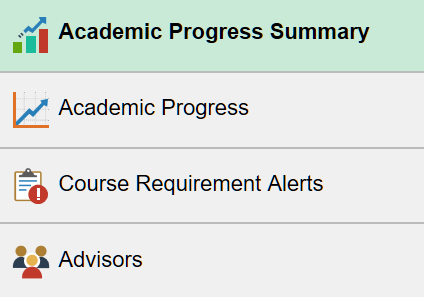 Academic Progress Summary
Academic Progress
Course Requirement Alerts
Advisors